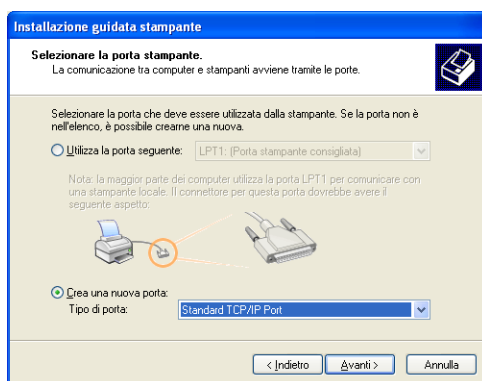 Installazione guidata stampante
Selezionare la porta stampante.
La comunicazione tra computer e stampanti avviene tramite le porte.
Selezionare la porta che deve essere utilizzata dalla stampante. Se la porta non è
nell'elenco, è possibile crearne una nuova.
Utilizza la porta seguente: LPT1: (Porta stampante consigliata)
Nota: la maggior parte dei computer utilizza la porta LPT1 per comunicare con
una stampante locale. Il connettore per questa porta dovrebbe avere il
seguente aspetto:
Crea una nuova porta:
Tipo di porta: Standard TCP/IP Port
< Indietro Avanti > Annulla